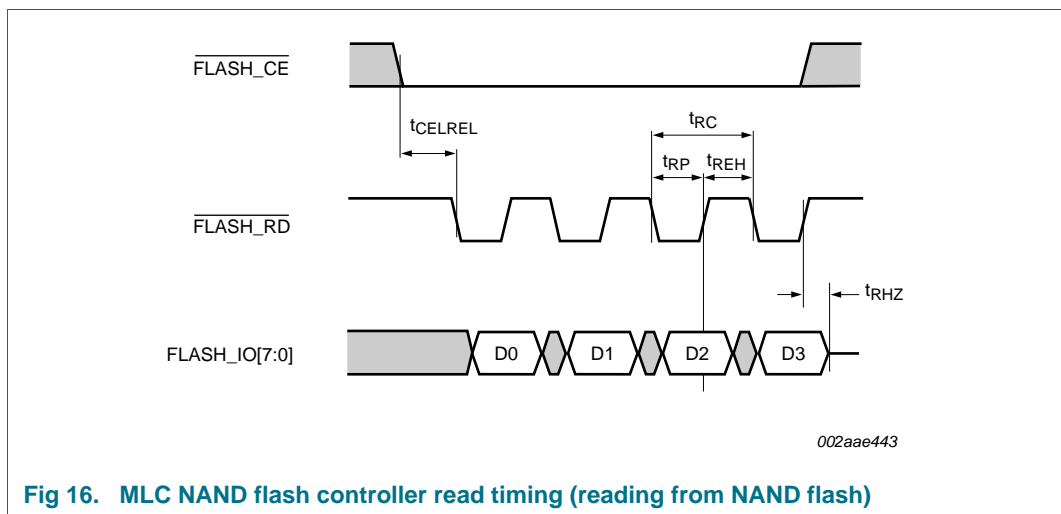 FLASH_CE
tCELREL
tRC
tRP
tREH
FLASH_RD
tRHZ
FLASH_IO[7:0]
D0
D1
D2
D3
002aae443
Fig 16. MLC NAND flash controller read timing (reading from NAND flash)